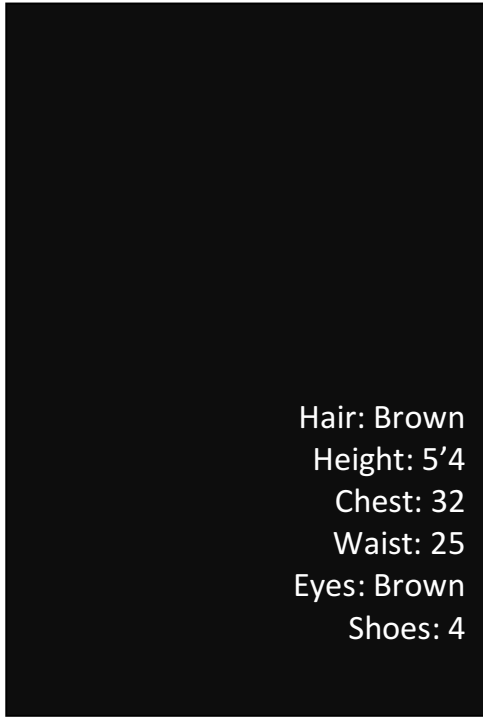 Hair: Brown
Height: 5’4
Chest: 32
Waist: 25
Eyes: Brown
Shoes: 4